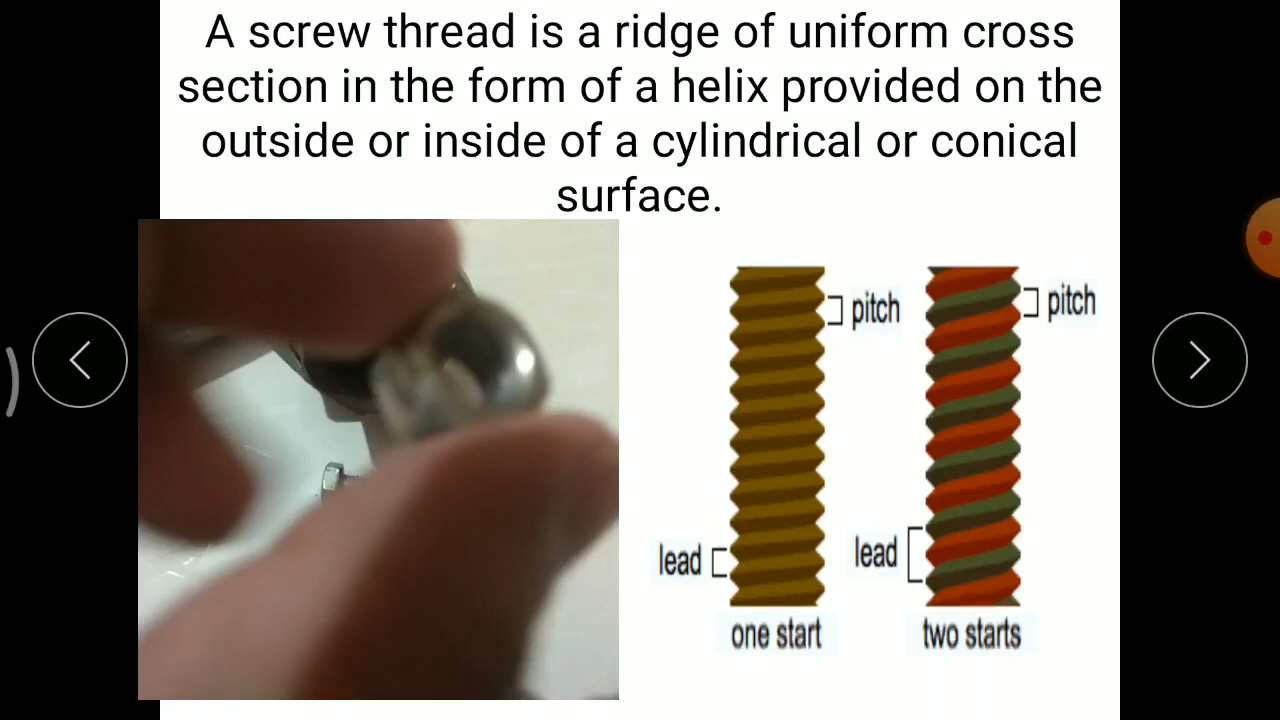 A screw thread is a ridge of uniform cross
section in the form of a helix provided on the
outside or inside of a cylindrical or conical
surface.
pitch
pitch
lead
lead
one start
two starts